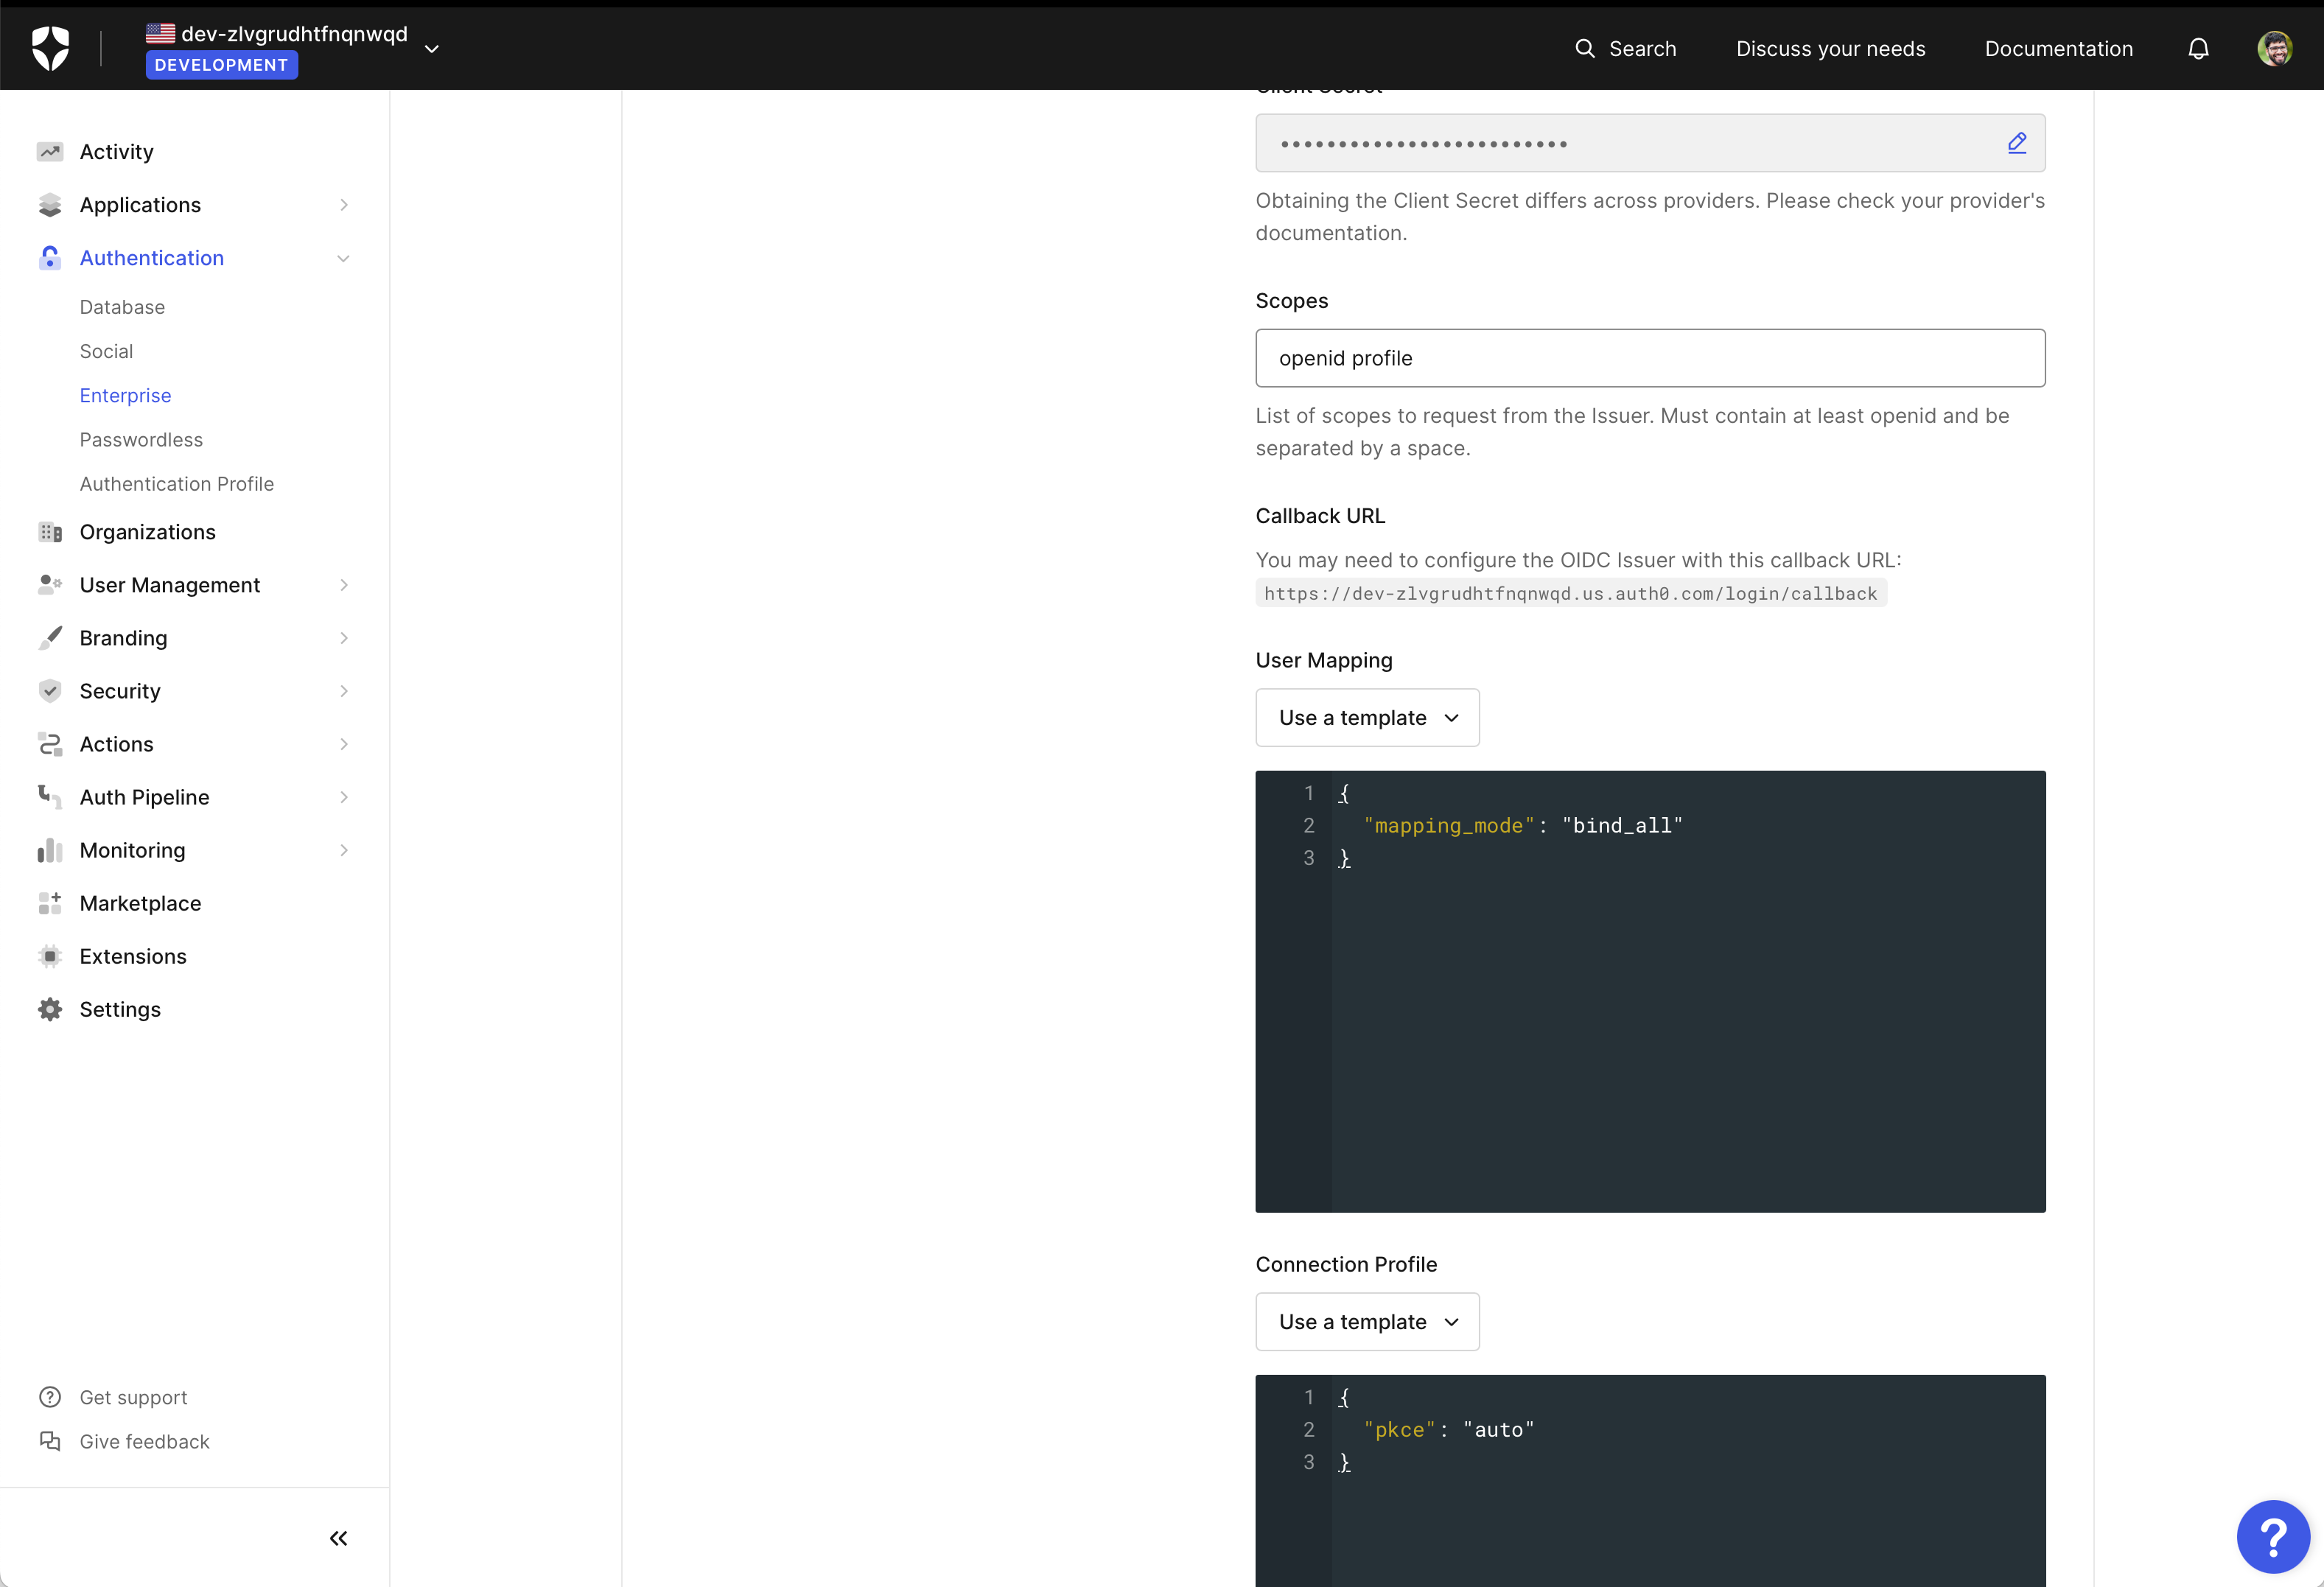 dev-zlvgrudhtfnqnwqd
DEVELOPMENT
Search
Discuss your needs
Documentation
Activity
Applications
Authentication
Database
Social
Enterprise
Passwordless
Authentication Profile
Organizations
User Management
Branding
Security
Actions
Auth Pipeline
Monitoring
Marketplace
Extensions
Settings
Get support
Give feedback
Client Secret
••••••••••••••••••••••••••
Obtaining the Client Secret differs across providers. Please check your provider's
documentation.
Scopes
openid profile
List of scopes to request from the Issuer. Must contain at least openid and be
separated by a space.
Callback URL
You may need to configure the OIDC Issuer with this callback URL:
https://dev-zlvgrudhtfnqnwqd.us.auth0.com/login/callback
User Mapping
Use a template
1 {
2 "mapping_mode": "bind_all"
3 }
Connection Profile
Use a template
1 {
2 "pkce": "auto"
3 }
?